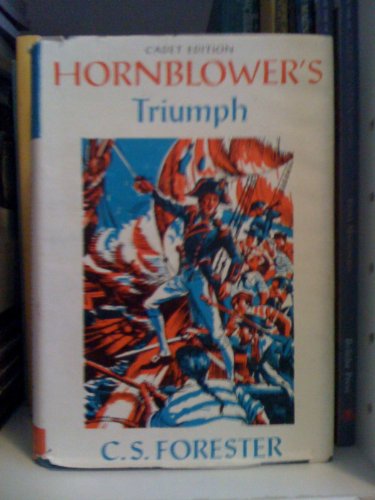 CADET EDITION
HORNBLOWER'S
Triumph
C. S. FORESTER